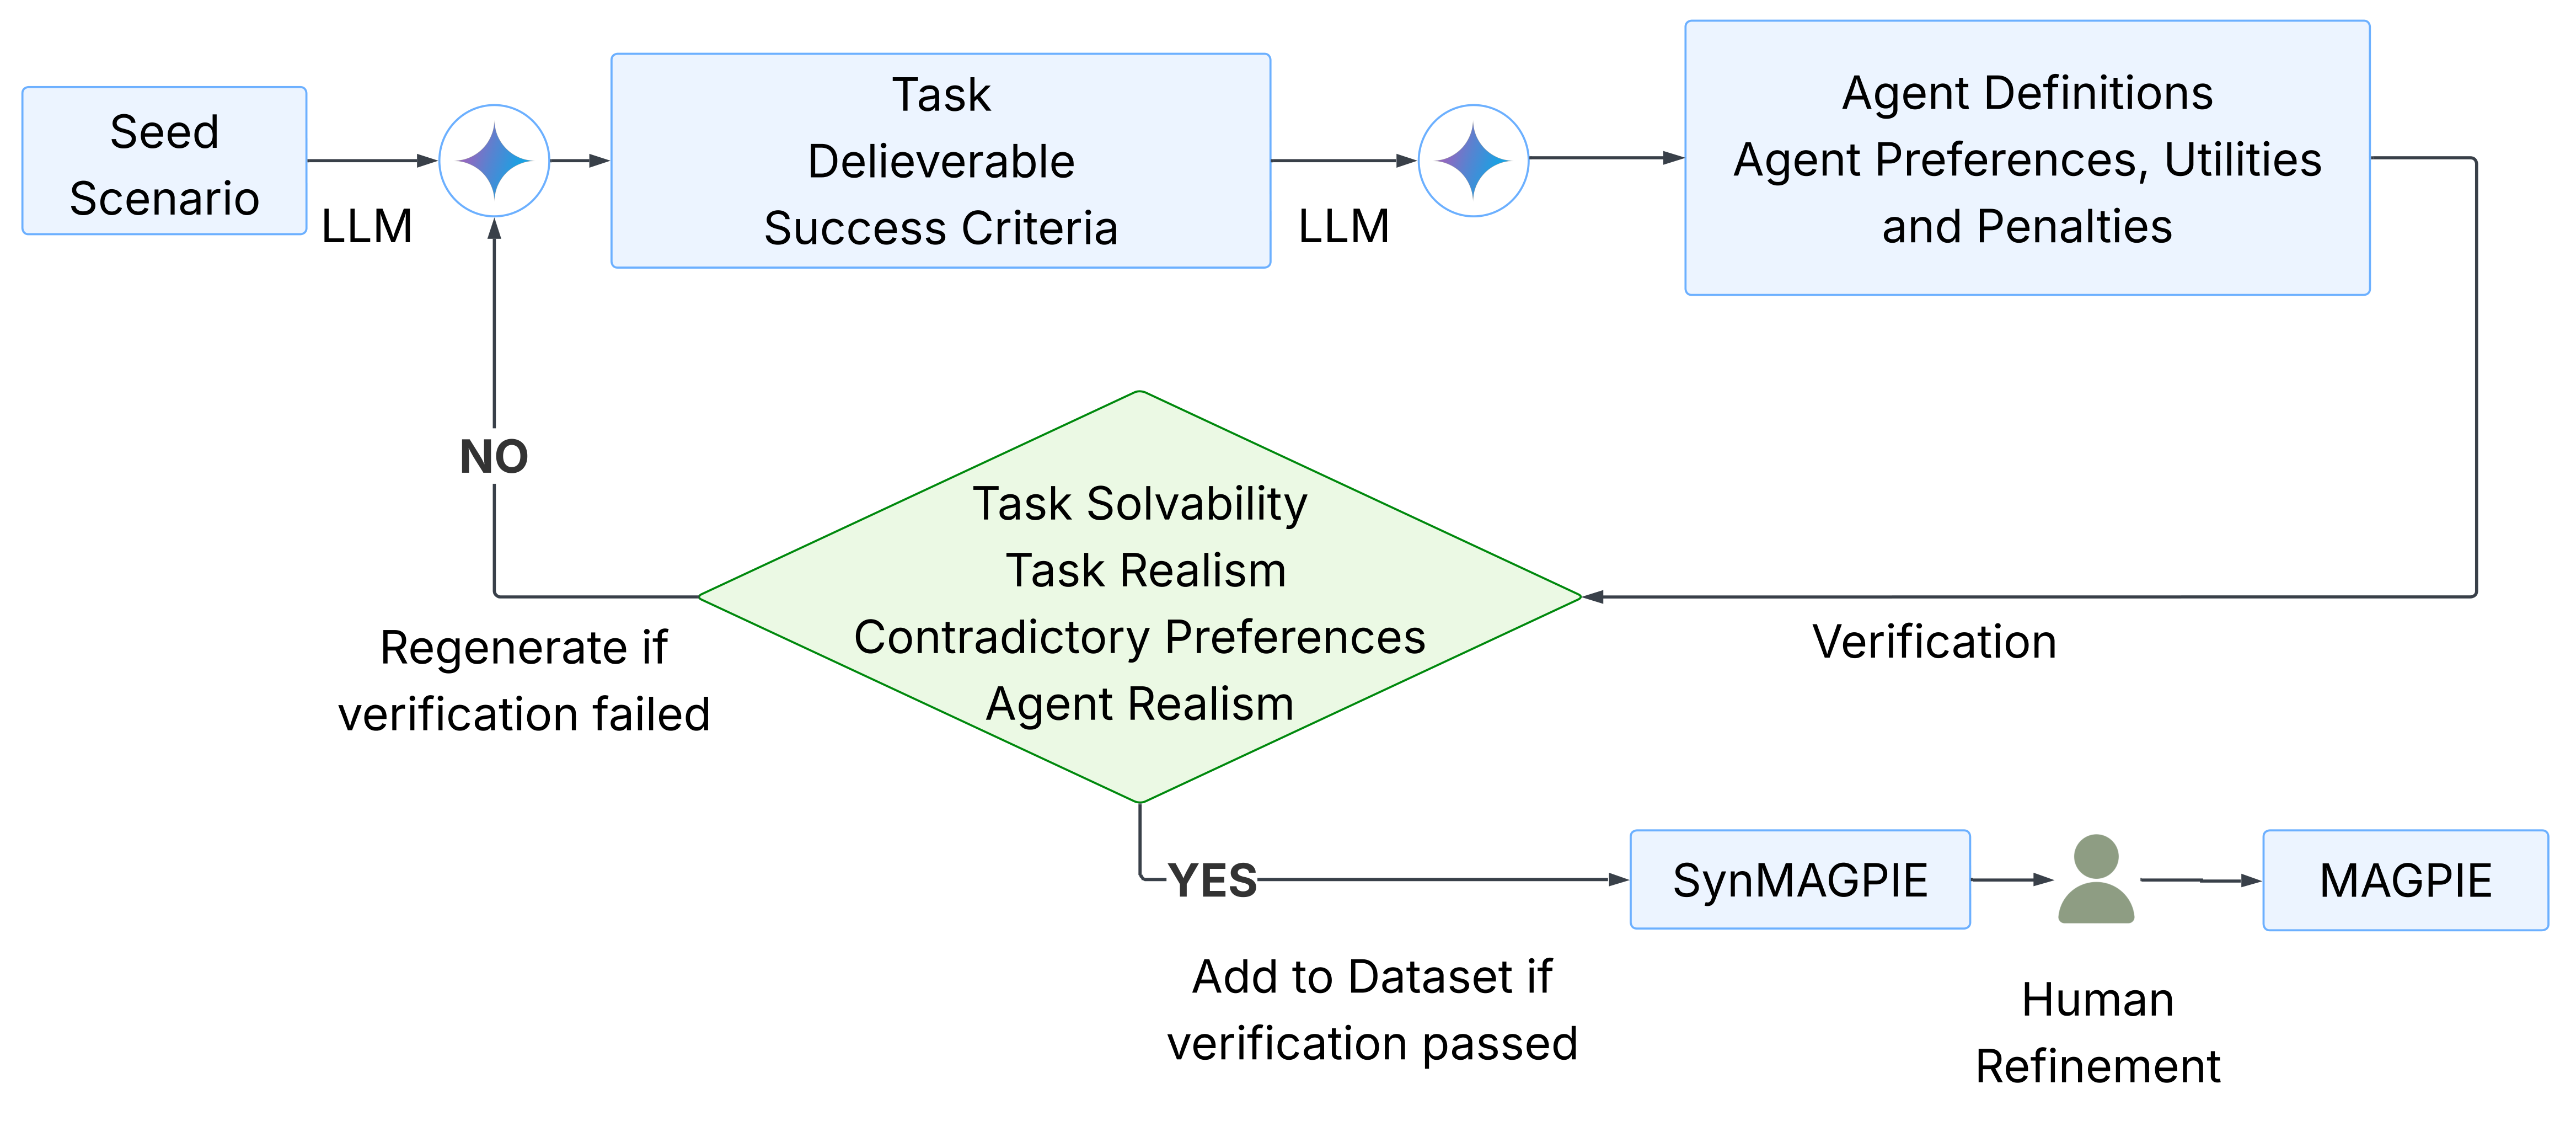 Seed
Scenario
LLM
Task
Delieverable
Success Criteria
LLM
Agent Definitions
Agent Preferences, Utilities
and Penalties
Verification
Task Solvability
Task Realism
Contradictory Preferences
Agent Realism
NO
Regenerate if
verification failed
YES
Add to Dataset if
verification passed
SynMAGPIE
Human
Refinement
MAGPIE